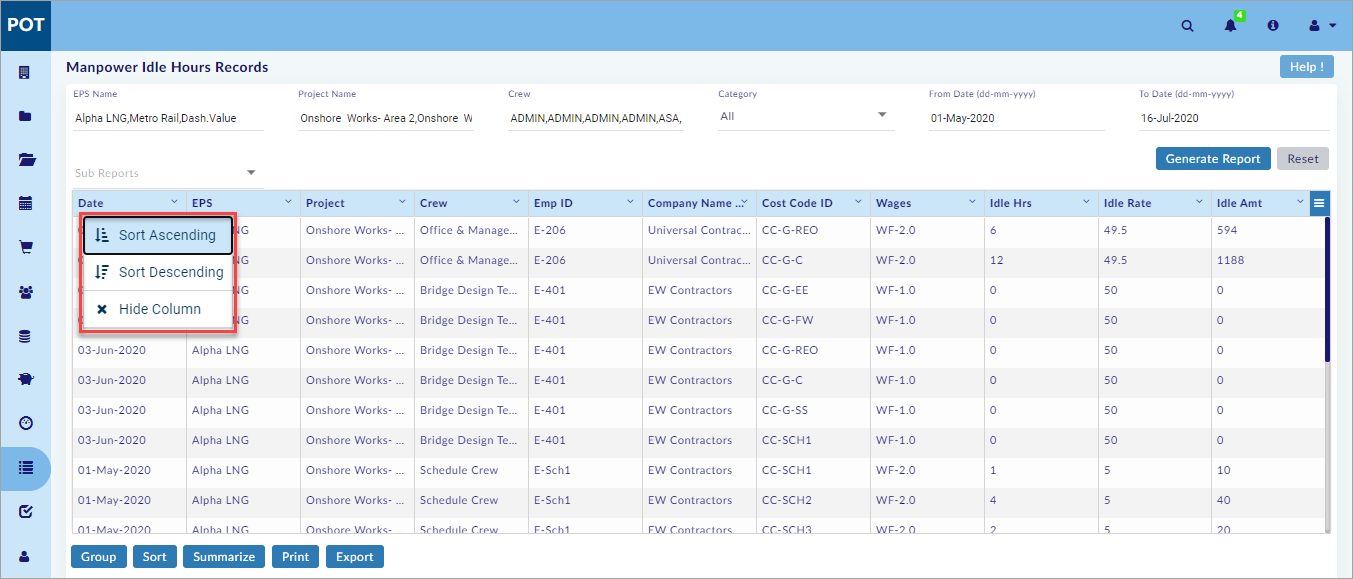 POT
4
Manpower Idle Hours Records
Help !
EPS Name Project Name Crew Category From Date (dd-mm-yyyy) To Date (dd-mm-yyyy)
Alpha LNG,Metro Rail,Dash.Value Onshore Works- Area 2,Onshore W ADMIN,ADMIN,ADMIN,ADMIN,ASA, All 01-May-2020 16-Jul-2020
Generate Report Reset
Sub Reports
Date EPS Project Crew Emp ID Company Name ... Cost Code ID Wages Idle Hrs Idle Rate Idle Amt
NG Onshore Works- ... Office & Manage... E-206 Universal Contrac... CC-G-REO WF-2.0 6 49.5 594
Sort Ascending
NG Onshore Works- ... Office & Manage... E-206 Universal Contrac... CC-G-C WF-2.0 12 49.5 1188
Sort Descending
NG Onshore Works- ... Bridge Design Te... E-401 EW Contractors CC-G-EE WF-1.0 0 50 0
Hide Column
NG Onshore Works- ... Bridge Design Te... E-401 EW Contractors CC-G-FW WF-1.0 0 50 0
03-Jun-2020 Alpha LNG Onshore Works- ... Bridge Design Te... E-401 EW Contractors CC-G-REO WF-1.0 0 50 0
03-Jun-2020 Alpha LNG Onshore Works- ... Bridge Design Te... E-401 EW Contractors CC-G-C WF-1.0 0 50 0
03-Jun-2020 Alpha LNG Onshore Works- ... Bridge Design Te... E-401 EW Contractors CC-G-SS WF-1.0 0 50 0
03-Jun-2020 Alpha LNG Onshore Works- ... Bridge Design Te... E-401 EW Contractors CC-SCH1 WF-1.0 0 50 0
01-May-2020 Alpha LNG Onshore Works- ... Schedule Crew E-Sch1 EW Contractors CC-SCH1 WF-2.0 1 5 10
01-May-2020 Alpha LNG Onshore Works- ... Schedule Crew E-Sch1 EW Contractors CC-SCH2 WF-2.0 4 5 40
01-May-2020 Alpha LNG Onshore Works- Schedule Crew E-Sch1 EW Contractors CC-SCH3 WF-2.0 2 5 20
Group Sort Summarize Print Export